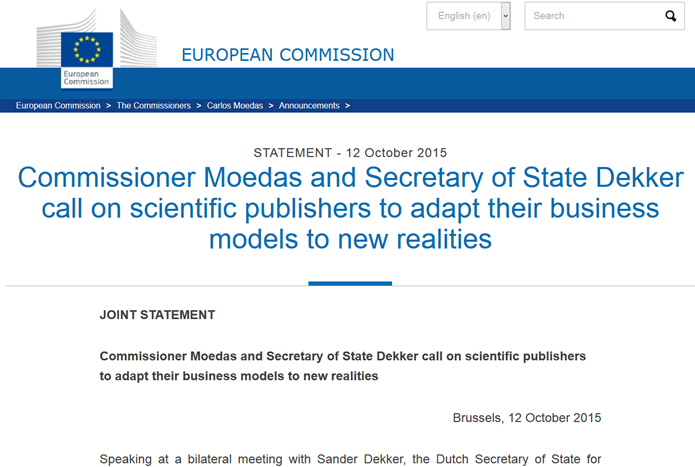 English (en)
Search
European
Commission
EUROPEAN COMMISSION
European Commission > The Commissioners > Carlos Moedas > Announcements >
STATEMENT - 12 October 2015
Commissioner Moedas and Secretary of State Dekker
call on scientific publishers to adapt their business
models to new realities
JOINT STATEMENT
Commissioner Moedas and Secretary of State Dekker call on scientific publishers
to adapt their business models to new realities
Brussels, 12 October 2015
Speaking at a bilateral meeting with Sander Dekker, the Dutch Secretary of State for